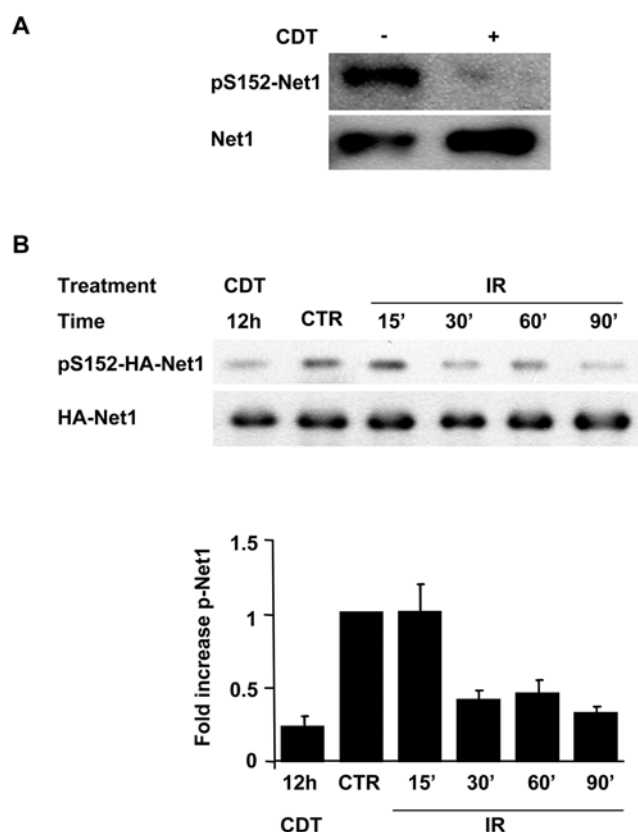 A
CDT - +
pS152-Net1
Net1
B
Treatment CDT IR
Time 12h CTR 15’ 30’ 60’ 90’
pS152-HA-Net1
HA-Net1
Fold increase p-Net1
1.5
1
0.5
0
12h CTR 15’ 30’ 60’ 90’
CDT IR